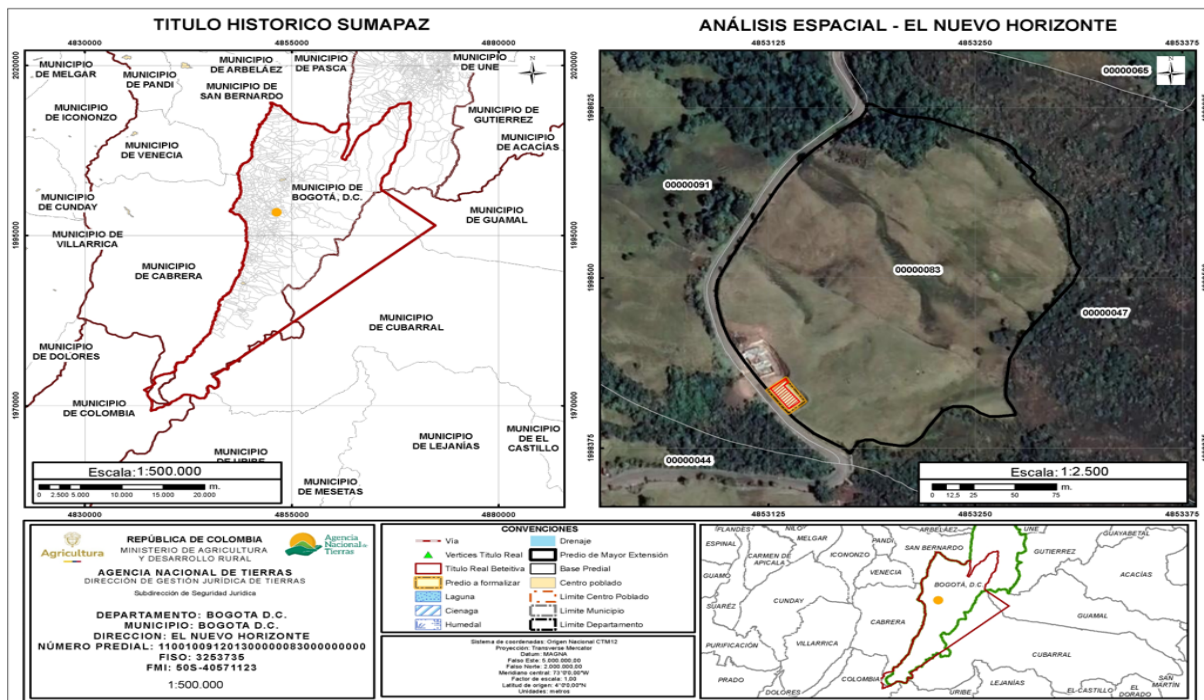 TITULO HISTORICO SUMAPAZ
4830000
4855000
4880000
2020000
1995000
1970000
MUNICIPIO
DE MELGAR
MUNICIPIO
DE PANDI
MUNICIPIO
DE ARBELÁEZ
MUNICIPIO
DE PASCA
MUNICIPIO
DE UNE
MUNICIPIO DE
SAN BERNARDO
MUNICIPIO
DE ICONONZO
MUNICIPIO DE
GUTIERREZ
MUNICIPIO
DE ACACÍAS
MUNICIPIO
DE VENECIA
MUNICIPIO DE
BOGOTÁ, D.C.
MUNICIPIO
DE CUNDAY
MUNICIPIO
DE GUAMAL
MUNICIPIO DE
VILLARRICA
MUNICIPIO
DE CABRERA
MUNICIPIO
DE CUBARRAL
MUNICIPIO
DE DOLORES
MUNICIPIO
DE COLOMBIA
MUNICIPIO
DE URIBE
MUNICIPIO
DE LEJANÍAS
MUNICIPIO
DE EL
CASTILLO
MUNICIPIO
DE MESETAS
Escala: 1:500.000
0 2.500 5.000 10.000 15.000 20.000 m.
4830000
4855000
4880000
ANÁLISIS ESPACIAL - EL NUEVO HORIZONTE
4853125
4853250
4853375
1998625
1998500
1998375
00000065
00000091
00000083
00000047
00000044
Escala: 1:2.500
0 12,5 25 50 75 m.
4853125
4853250
4853375
Agricultura
REPÚBLICA DE COLOMBIA
MINISTERIO DE AGRICULTURA
Y DESARROLLO RURAL
Agencia
Nacional de
Tierras
AGENCIA NACIONAL DE TIERRAS
DIRECCIÓN DE GESTIÓN JURÍDICA DE TIERRAS
Subdirección de Seguridad Jurídica
DEPARTAMENTO: BOGOTA D.C.
MUNICIPIO: BOGOTA D.C.
DIRECCION: EL NUEVO HORIZONTE
NÚMERO PREDIAL: 110010091201300000083000000000
FISO: 3253735
FMI: 50S-40571123
1:500.000
CONVENCIONES
Vía
Vertices Titulo Real
Titulo Real Beteitiva
Predio a formalizar
Laguna
Cienaga
Humedal
Drenaje
Predio de Mayor Extensión
Base Predial
Centro poblado
Límite Centro Poblado
Límite Municipio
Límite Departamento
Sistema de coordenadas: Origen Nacional CTM12
Proyección: Transverse Mercator
Datum: MAGNA
Falso Este: 5.000.000,00
Falso Norte: 2.000.000,00
Meridiano central: 73°0'0,00"W
Factor de escala: 1,00
Latitud de origen: 4°0'0,00"N
Unidades: metros
FLANDES
NILO
MELGAR
ARBELÁEZ
UNE
GUAYABETAL
ESPINAL
CARMEN DE
APICALA
ICONONZO
PANDI
SAN BERNARDO
GUTIERREZ
GUAMO
VENECIA
BOGOTÁ, D.C.
ACACÍAS
SUÁREZ
CUNDAY
CABRERA
GUAMAL
PURIFICACIÓN
VILLARRICA
CUBARRAL
PRADO
DOLORES
COLOMBIA
URIBE
LEJANÍAS
EL CASTILLO
EL
DORADO
SAN
MARTÍN